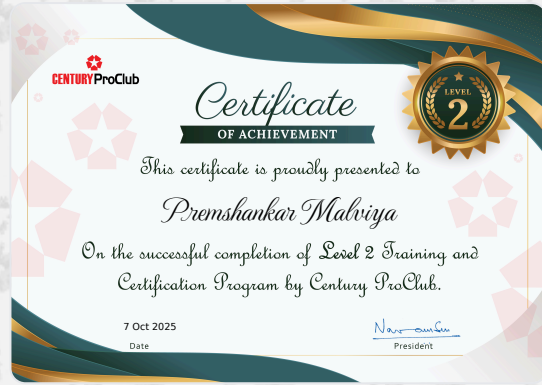 CENTURY ProClub
Certificate
OF ACHIEVEMENT
LEVEL
2
This certificate is proudly presented to
Premshankar Malviya
On the successful completion of Level 2 Training and
Certification Program by Century ProClub.
7 Oct 2025
Date
President